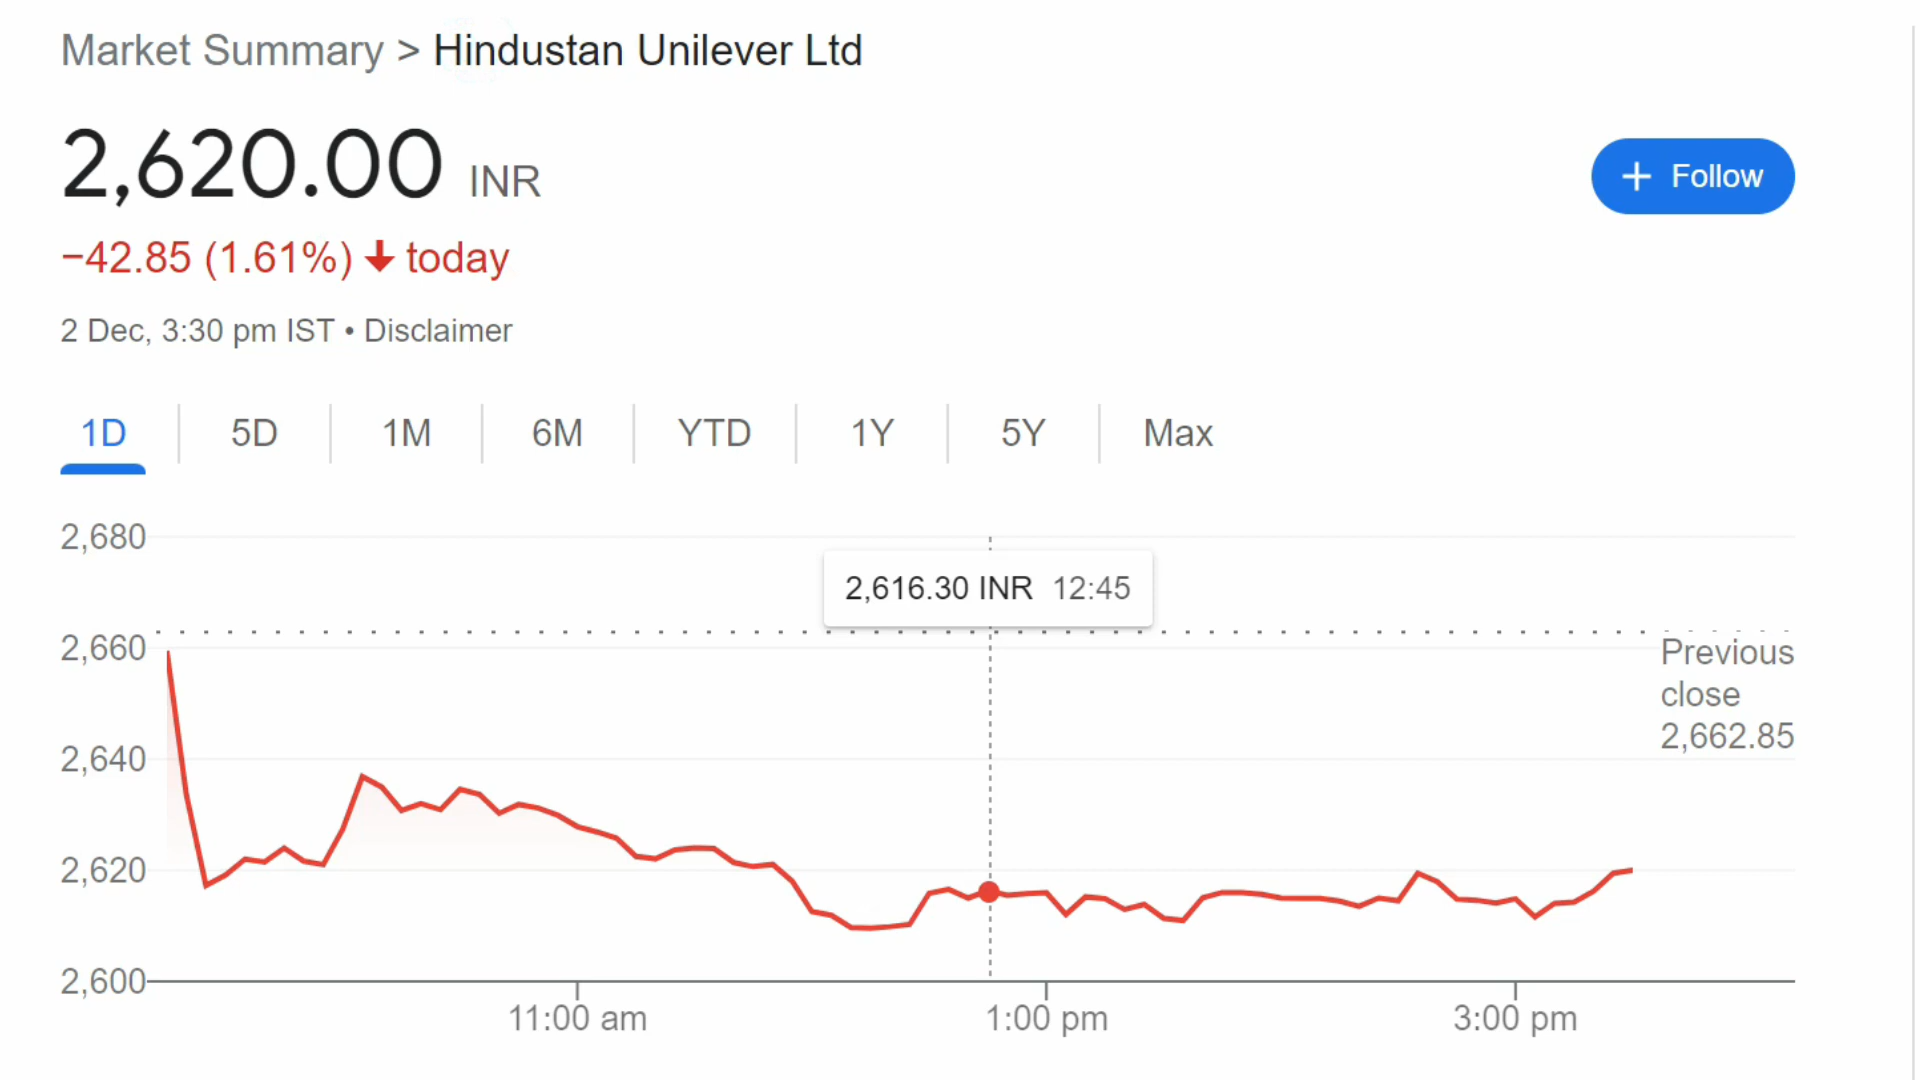 Market Summary > Hindustan Unilever Ltd
2,620.00 INR
+ Follow
−42.85 (1.61%) ↓ today
2 Dec, 3:30 pm IST • Disclaimer
1D 5D 1M 6M YTD 1Y 5Y Max
2,680
2,616.30 INR 12:45
2,660
Previous
close
2,662.85
2,640
2,620
2,600
11:00 am 1:00 pm 3:00 pm